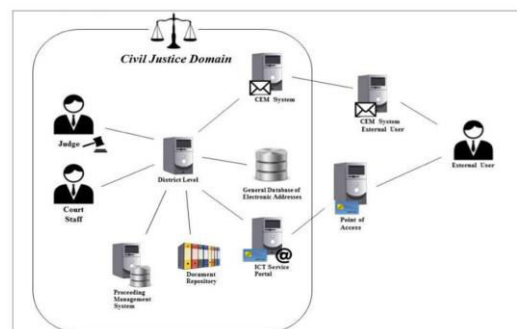 Civil Justice Domain
CEM System
CEM System
External User
Judge
District Level
External User
Court
Staff
General Database of
Electronic Addresses
Point of
Access
Proceeding
Management
System
Document
Repository
@
ICT Service
Portal